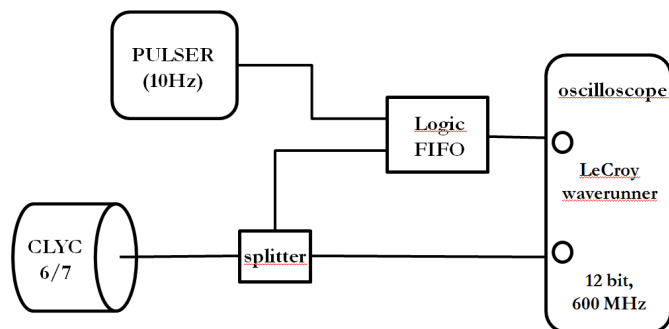 PULSER
(10Hz)
Logic
FIFO
oscilloscope
LeCroy
waverunner
12 bit,
600 MHz
CLYC
6/7
splitter